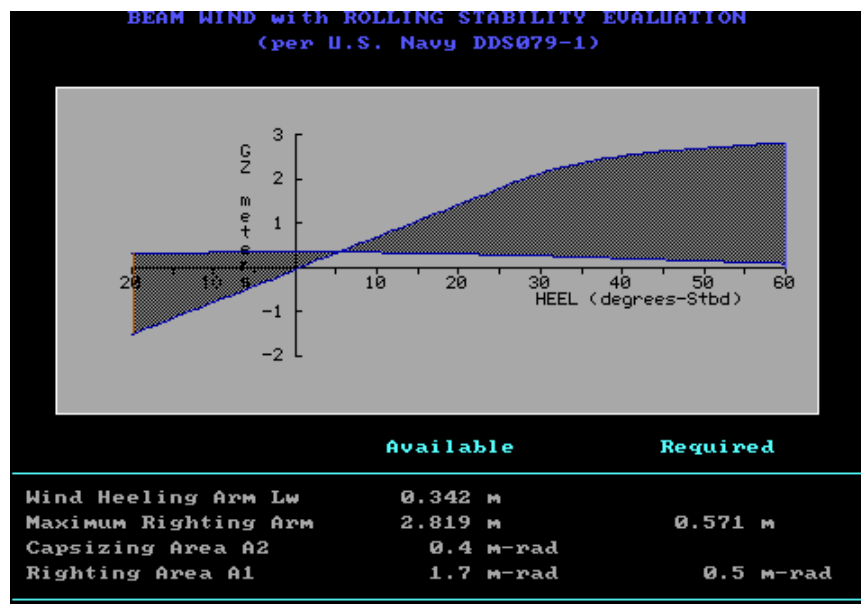 BEAM WIND with ROLLING STABILITY EVALUATION
(per U.S. Navy DDS079-1)
GZ meters
3
2
1
-1
-2
20 10 10 20 30 40 50 60
HEEL (degrees-Stbd)
Available Required
Wind Heeling Arm Lw 0.342 m
Maximum Righting Arm 2.819 m 0.571 m
Capsizing Area A2 0.4 m-rad
Righting Area A1 1.7 m-rad 0.5 m-rad